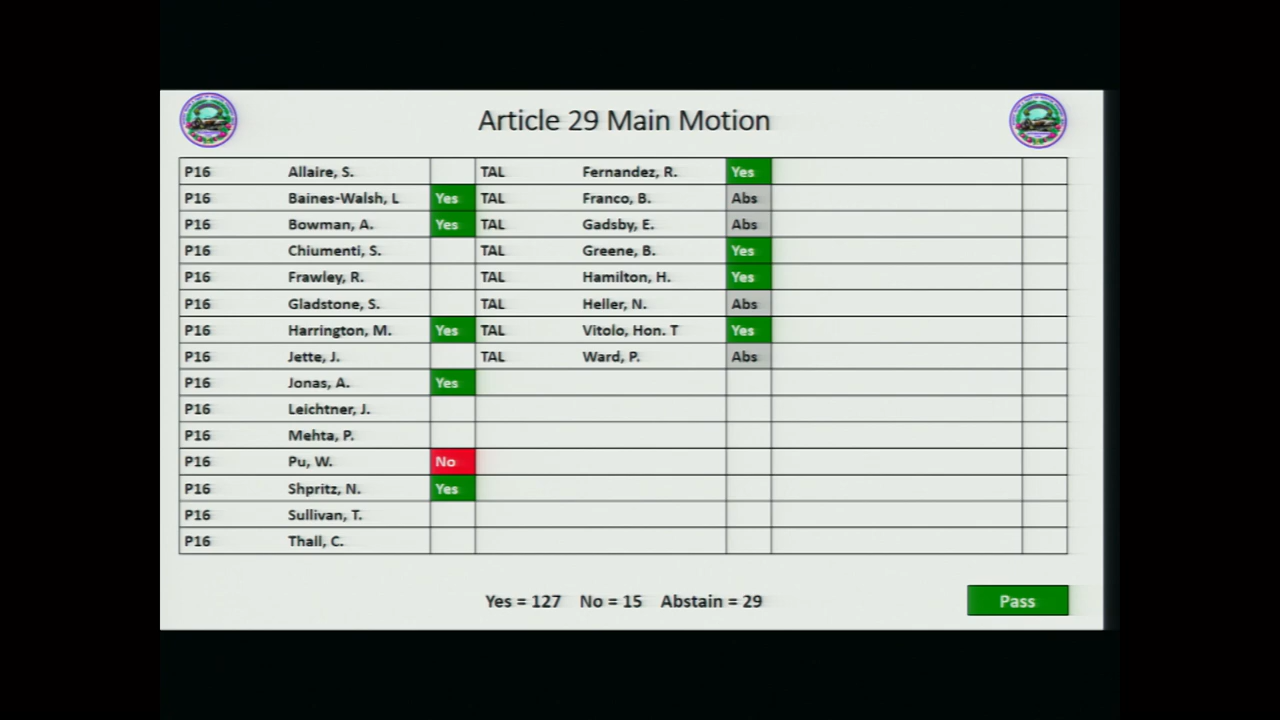 Article 29 Main Motion
P16 Allaire, S. TAL Fernandez, R. Yes
P16 Baines-Walsh, L Yes TAL Franco, B. Abs
P16 Bowman, A. Yes TAL Gadsby, E. Abs
P16 Chiumenti, S. TAL Greene, B. Yes
P16 Frawley, R. TAL Hamilton, H. Yes
P16 Gladstone, S. TAL Heller, N. Abs
P16 Harrington, M. Yes TAL Vitolo, Hon. T Yes
P16 Jette, J. TAL Ward, P. Abs
P16 Jonas, A. Yes
P16 Leichtner, J.
P16 Mehta, P.
P16 Pu, W. No
P16 Shpritz, N. Yes
P16 Sullivan, T.
P16 Thall, C.
Yes = 127 No = 15 Abstain = 29
Pass